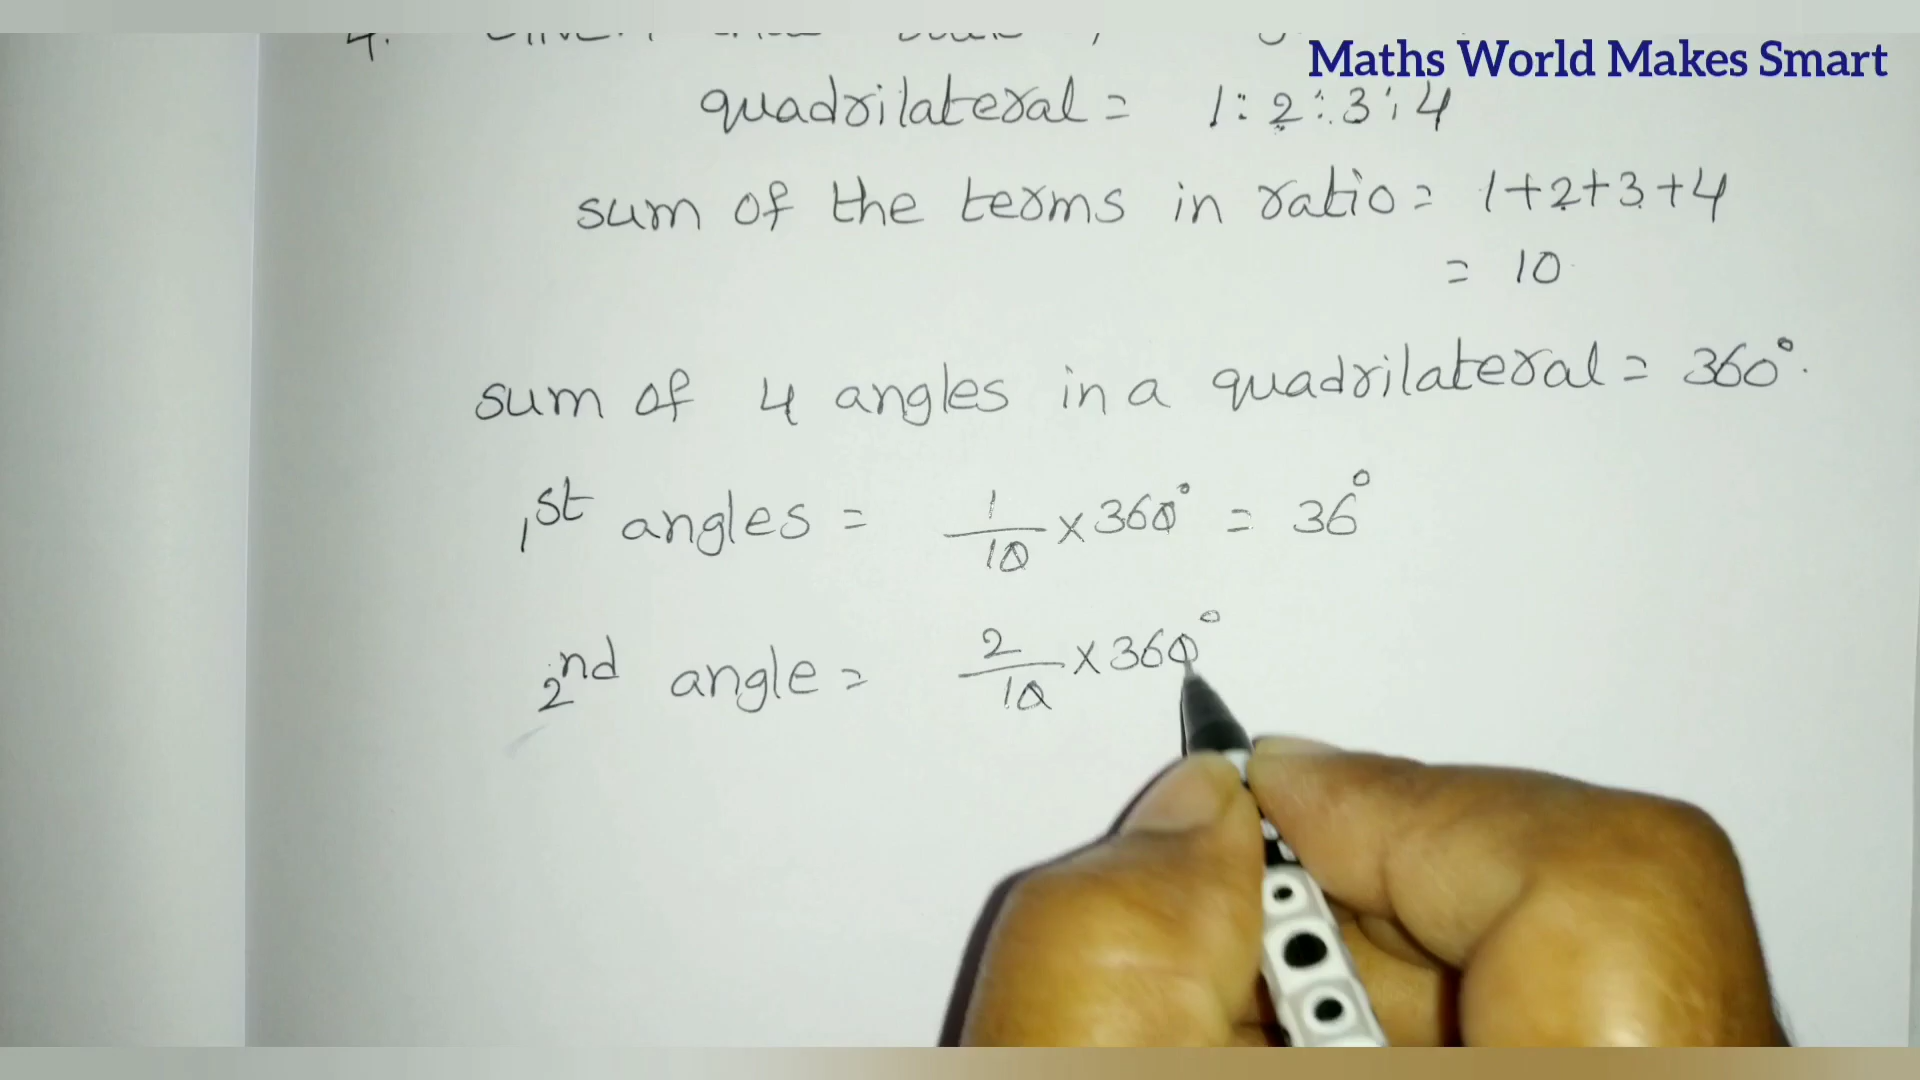 4.
Maths World Makes Smart
quadrilateral = 1:2:3:4
sum of the terms in ratio = 1+2+3+4
= 10
sum of 4 angles in a quadrilateral = 360°.
1st angles = 1/10 × 360° = 36°
2nd angle = 2/10 × 360°